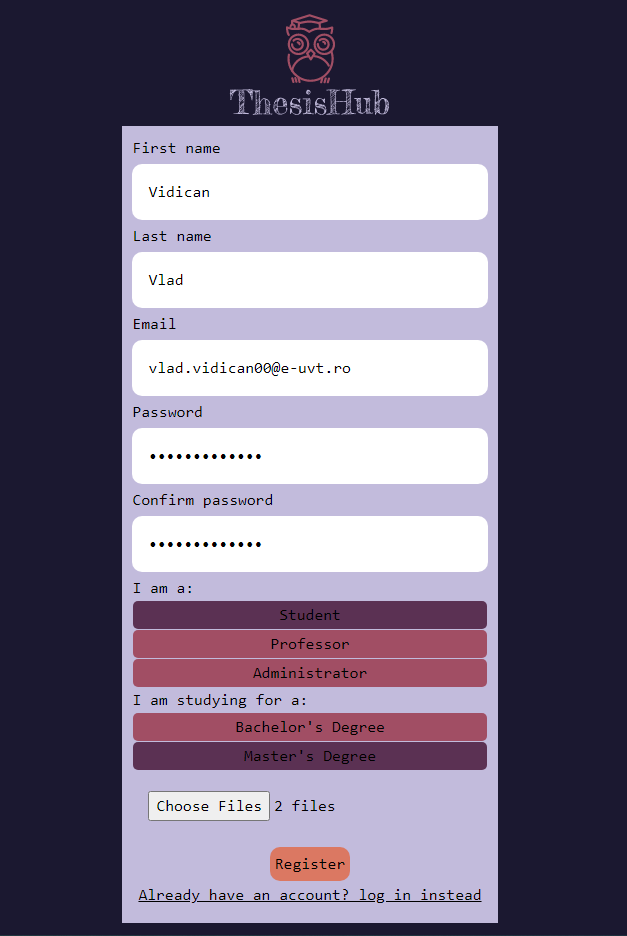 ThesisHub
First name
Vidican
Last name
Vlad
Email
vlad.vidican00@e-uvt.ro
Password
•••••••••••••
Confirm password
•••••••••••••
I am a:
Student
Professor
Administrator
I am studying for a:
Bachelor's Degree
Master's Degree
Choose Files 2 files
Register
Already have an account? log in instead